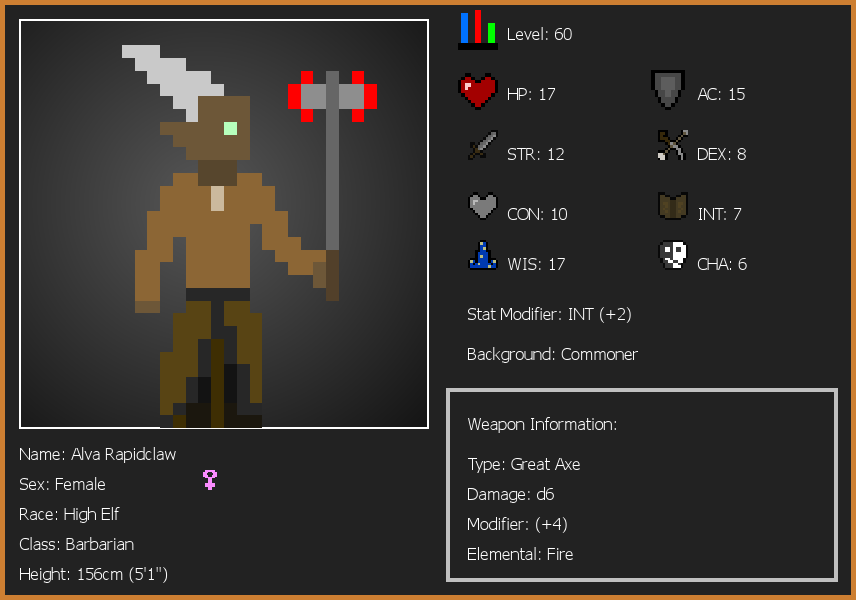 Level: 60
HP: 17
AC: 15
STR: 12
DEX: 8
CON: 10
INT: 7
WIS: 17
CHA: 6
Stat Modifier: INT (+2)
Background: Commoner
Weapon Information:
Type: Great Axe
Damage: d6
Modifier: (+4)
Elemental: Fire
Name: Alva Rapidclaw
Sex: Female
Race: High Elf
Class: Barbarian
Height: 156cm (5'1")